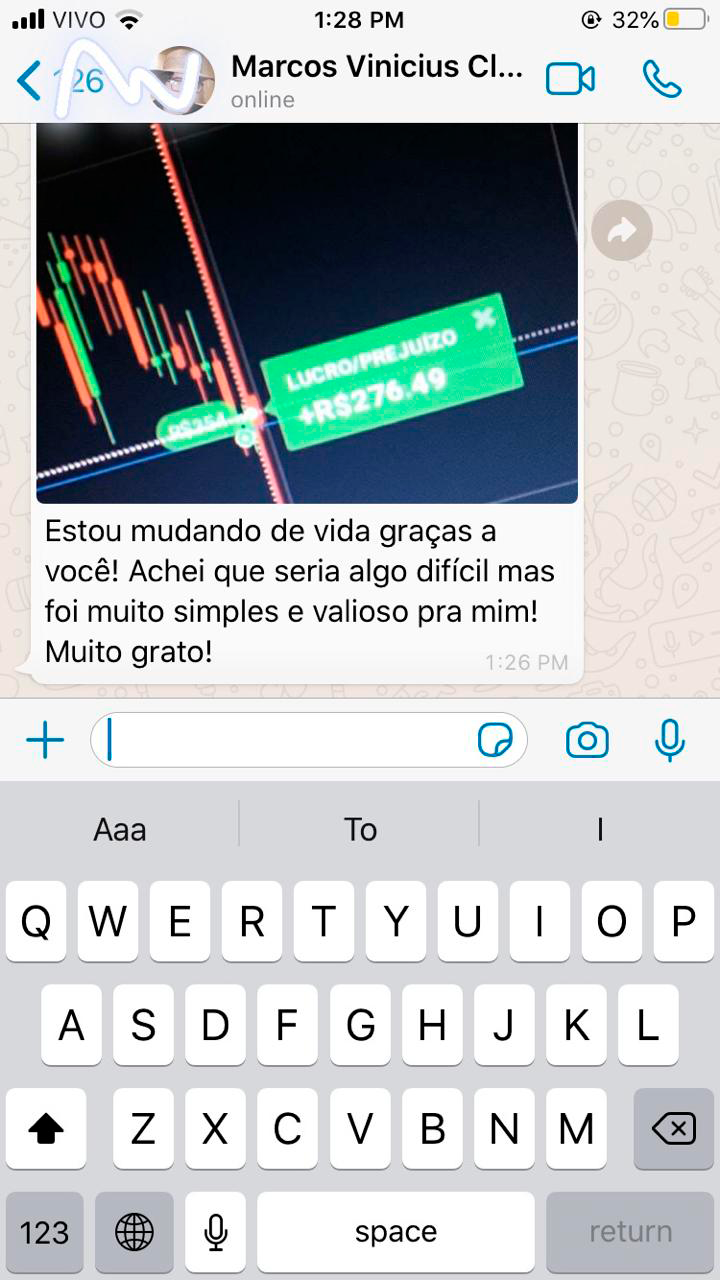 VIVO 1:28 PM 32%
126 Marcos Vinicius Cl...
online
LUCRO/PREJUÍZO
+R$276.49
R$254
Estou mudando de vida graças a
você! Achei que seria algo difícil mas
foi muito simples e valioso pra mim!
Muito grato!
1:26 PM
Aaa To I
Q W E R T Y U I O P
A S D F G H J K L
Z X C V B N M
123 space return